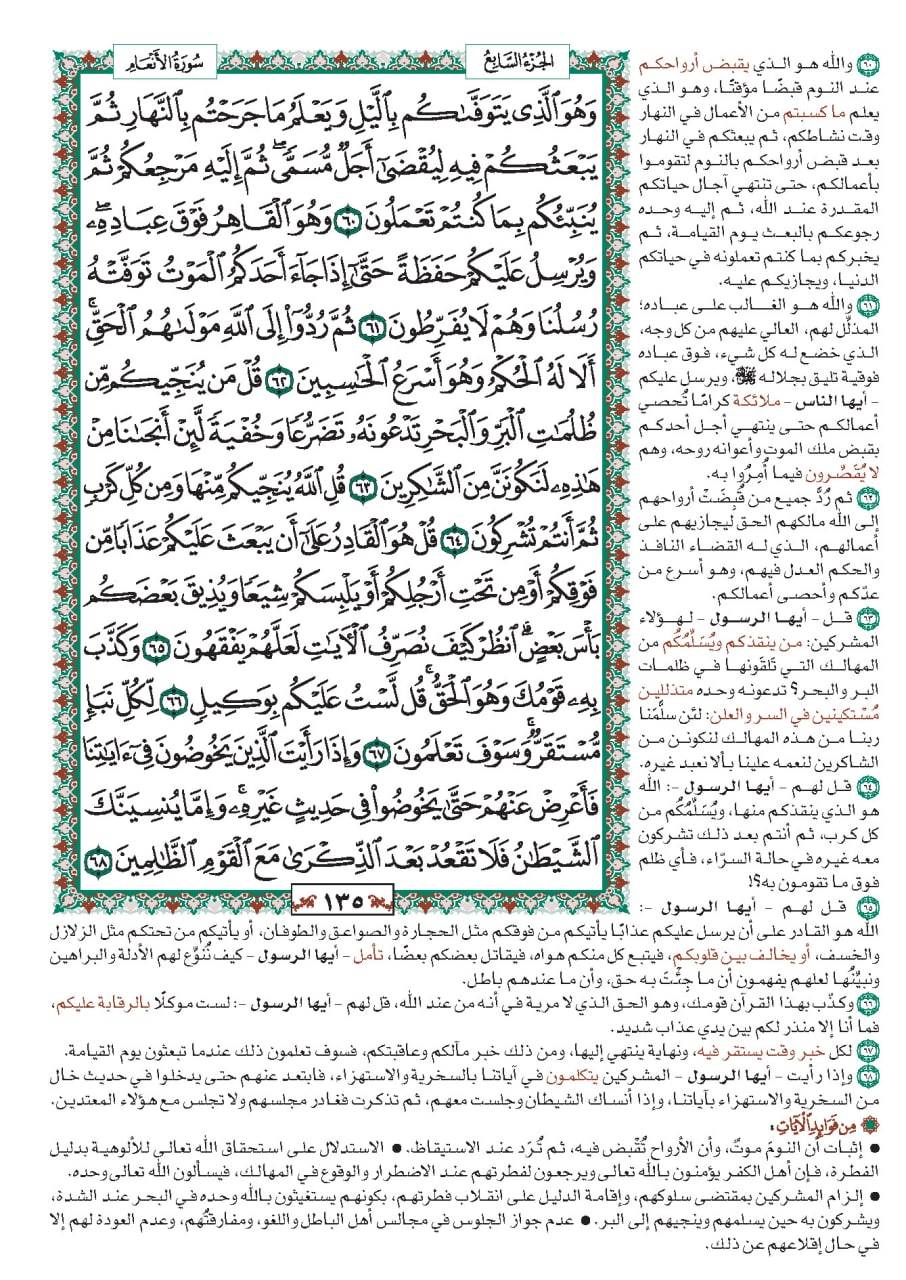 سُورَةُ الأَنْعَامِ
الجُزْءُ السَّابِعُ
وَهُوَ ٱلَّذِي يَتَوَفَّىٰكُم بِٱلَّيۡلِ وَيَعۡلَمُ مَا جَرَحۡتُم بِٱلنَّهَارِ ثُمَّ
يَبۡعَثُكُمۡ فِيهِ لِيُقۡضَىٰٓ أَجَلٞ مُّسَمّٗىۖ ثُمَّ إِلَيۡهِ مَرۡجِعُكُمۡ ثُمَّ
يُنَبِّئُكُم بِمَا كُنتُمۡ تَعۡمَلُونَ ٦٠ وَهُوَ ٱلۡقَاهِرُ فَوۡقَ عِبَادِهِۦۖ
وَيُرۡسِلُ عَلَيۡكُمۡ حَفَظَةً حَتَّىٰٓ إِذَا جَآءَ أَحَدَكُمُ ٱلۡمَوۡتُ تَوَفَّتۡهُ
رُسُلُنَا وَهُمۡ لَا يُفَرِّطُونَ ٦١ ثُمَّ رُدُّوٓاْ إِلَى ٱللَّهِ مَوۡلَىٰهُمُ ٱلۡحَقِّۚ
أَلَا لَهُ ٱلۡحُكۡمُ وَهُوَ أَسۡرَعُ ٱلۡحَٰسِبِينَ ٦٢ قُلۡ مَن يُنَجِّيكُم مِّن
ظُلُمَٰتِ ٱلۡبَرِّ وَٱلۡبَحۡرِ تَدۡعُونَهُۥ تَضَرُّعٗا وَخُفۡيَةٗ لَّئِنۡ أَنجَىٰنَا مِنۡ
هَٰذِهِۦ لَنَكُونَنَّ مِنَ ٱلشَّٰكِرِينَ ٦٣ قُلِ ٱللَّهُ يُنَجِّيكُم مِّنۡهَا وَمِن كُلِّ كَرۡبٖ
ثُمَّ أَنتُمۡ تُشۡرِكُونَ ٦٤ قُلۡ هُوَ ٱلۡقَادِرُ عَلَىٰٓ أَن يَبۡعَثَ عَلَيۡكُمۡ عَذَابٗا مِّن
فَوۡقِكُمۡ أَوۡ مِن تَحۡتِ أَرۡجُلِكُمۡ أَوۡ يَلۡبِسَكُمۡ شِيَعٗا وَيُذِيقَ بَعۡضَكُم
بَأۡسَ بَعۡضٍۗ ٱنظُرۡ كَيۡفَ نُصَرِّفُ ٱلۡأٓيَٰتِ لَعَلَّهُمۡ يَفۡقَهُونَ ٦٥ وَكَذَّبَ
بِهِۦ قَوۡمُكَ وَهُوَ ٱلۡحَقُّۚ قُل لَّسۡتُ عَلَيۡكُم بِوَكِيلٖ ٦٦ لِّكُلِّ نَبَإٖ
مُّسۡتَقَرّٞۚ وَسَوۡفَ تَعۡلَمُونَ ٦٧ وَإِذَا رَأَيۡتَ ٱلَّذِينَ يَخُوضُونَ فِيٓ ءَايَٰتِنَا
فَأَعۡرِضۡ عَنۡهُمۡ حَتَّىٰ يَخُوضُواْ فِي حَدِيثٍ غَيۡرِهِۦۚ وَإِمَّا يُنسِيَنَّكَ
ٱلشَّيۡطَٰنُ فَلَا تَقۡعُدۡ بَعۡدَ ٱلذِّكۡرَىٰ مَعَ ٱلۡقَوۡمِ ٱلظَّٰلِمِينَ ٦٨
١٣٥
٦٠ والله هو الذي يقبض أرواحكم
عند النوم قبضًا مؤقتًا، وهو الذي
يعلم ما كسبتم من الأعمال في النهار
وقت نشاطكم، ثم يبعثكم في النهار
بعد قبض أرواحكم بالنوم لتقوموا
بأعمالكم، حتى تنتهي آجال حياتكم
المقدرة عند الله، ثم إليه وحده
رجوعكم بالبعث يوم القيامة، ثم
يخبركم بما كنتم تعملونه في حياتكم
الدنيا، ويجازيكم عليه.
٦١ والله هو الغالب على عباده؛
المذلِّل لهم، العالي عليهم من كل وجه،
الذي خضع له كل شيء، فوق عباده
فوقية تليق بجلاله ﷻ، ويرسل عليكم
- أيها الناس - ملائكة كرامًا تُحصي
أعمالكم حتى ينتهي أجل أحدكم
بقبض ملك الموت وأعوانه روحه، وهم
لا يُقَصِّرون فيما أُمِرُوا به.
٦٢ ثم رُدَّ جميع من قُبِضَتْ أرواحهم
إلى الله مالكهم الحق ليجازيهم على
أعمالهم، الذي له القضاء النافذ
والحكم العدل فيهم، وهو أسرع من
عدّكم وأحصى أعمالكم.
٦٣ قل - أيها الرسول - لهؤلاء
المشركين: من ينقذكم ويُسَلِّمُكُم من
المهالك التي تَلْقَونها في ظلمات
البر والبحر؟ تدعونه وحده متذللين
مُسْتكينين في السر والعلن: لئن سلَّمَنا
ربنا من هذه المهالك لنكونن من
الشاكرين لنعمه علينا بألا نعبد غيره.
٦٤ قل لهم - أيها الرسول -: الله
هو الذي ينقذكم منها، ويُسَلِّمُكُم من
كل كرب، ثم أنتم بعد ذلك تشركون
معه غيره في حالة السرّاء، فأي ظلم
فوق ما تقومون به؟!
٦٥ قل لهم - أيها الرسول -:
الله هو القادر على أن يرسل عليكم عذابًا يأتيكم من فوقكم مثل الحجارة والصواعق والطوفان، أو يأتيكم من تحتكم مثل الزلازل
والخسف، أو يخالف بين قلوبكم، فيتبع كل منكم هواه، فيقاتل بعضكم بعضًا، تأمل - أيها الرسول - كيف نُنَوِّع لهم الأدلة والبراهين
ونبيِّنُها لعلهم يفهمون أن ما جِئْتَ به حق، وأن ما عندهم باطل.
٦٦ وكذَّب بهذا القرآن قومك، وهو الحق الذي لا مرية في أنه من عند الله، قل لهم - أيها الرسول -: لست موكلًا بالرقابة عليكم،
فما أنا إلا منذر لكم بين يدي عذاب شديد.
٦٧ لكل خبر وقت يستقر فيه، ونهاية ينتهي إليها، ومن ذلك خبر مآلكم وعاقبتكم، فسوف تعلمون ذلك عندما تبعثون يوم القيامة.
٦٨ وإذا رأيت - أيها الرسول - المشركين يتكلمون في آياتنا بالسخرية والاستهزاء، فابتعد عنهم حتى يدخلوا في حديث خال
من السخرية والاستهزاء بآياتنا، وإذا أنساك الشيطان وجلست معهم، ثم تذكرت فغادر مجلسهم ولا تجلس مع هؤلاء المعتدين.
مِن فَوَائِدِ الآيَاتِ:
• إثبات أن النومَ موتٌ، وأن الأرواح تُقْبض فيه، ثم تُرَد عند الاستيقاظ. • الاستدلال على استحقاق الله تعالى للألوهية بدليل
الفطرة، فإن أهل الكفر يؤمنون بالله تعالى ويرجعون لفطرتهم عند الاضطرار والوقوع في المهالك، فيسألون الله تعالى وحده.
• إلزام المشركين بمقتضى سلوكهم، وإقامة الدليل على انقلاب فطرتهم، بكونهم يستغيثون بالله وحده في البحر عند الشدة،
ويشركون به حين يسلمهم وينجيهم إلى البر. • عدم جواز الجلوس في مجالس أهل الباطل واللغو، ومفارقتُهم، وعدم العودة لهم إلا
في حال إقلاعهم عن ذلك.